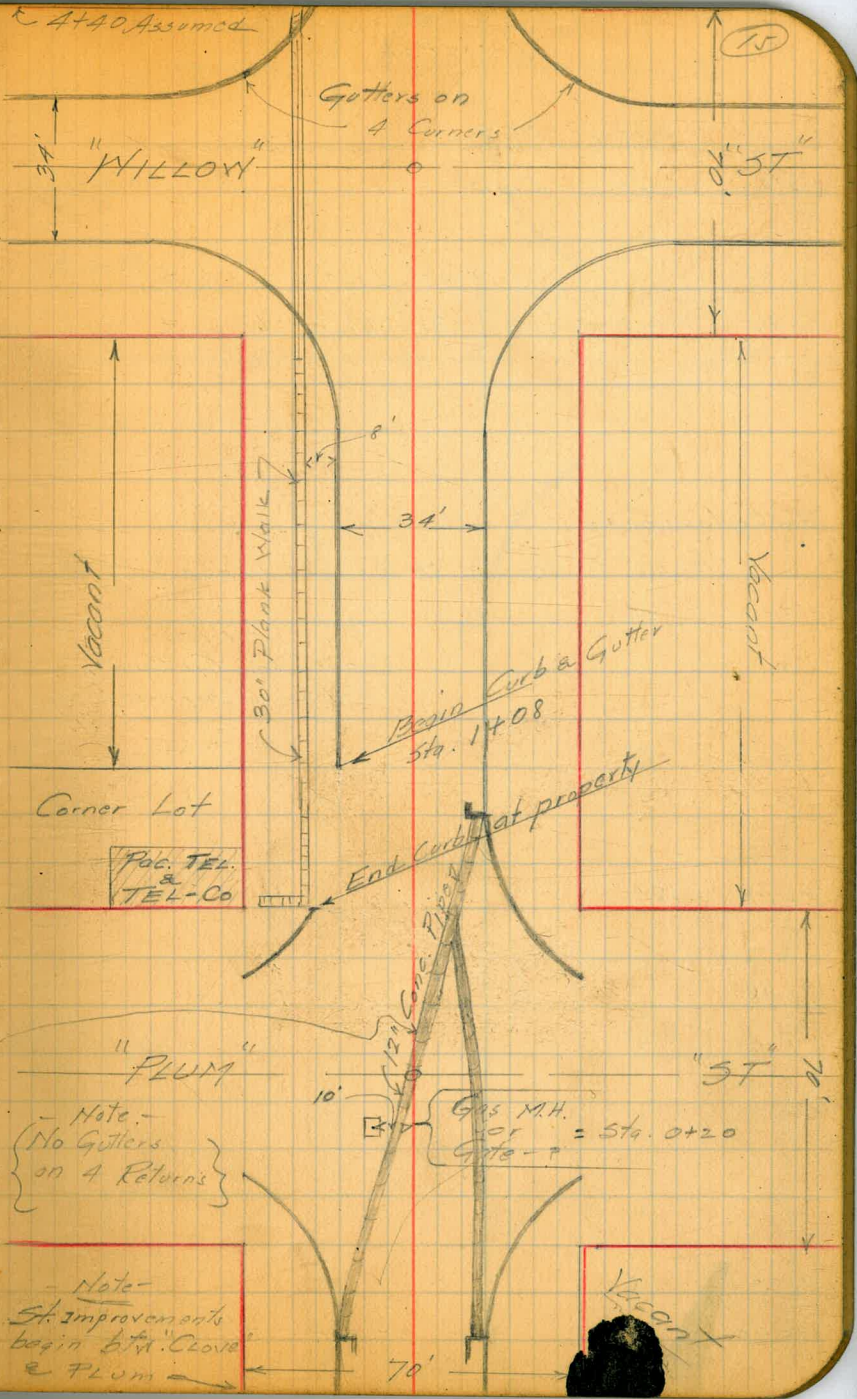 ℄ 4+40 Assumed
15
Gutters on
4 Corners
34'
"WILLOW"
"ST"
70'
8'
34'
30" Plank Walk
Vacant
Vacant
Begin Curb & Gutter
Sta. 1+08
Corner Lot
Pac. TEL.
&
TEL-Co
End Curb at property
12" Conc. Pipe
"PLUM"
"ST"
70'
10'
Gas M.H.
or
Gate-?
= Sta. 0+20
- Note -
No Gutters
on 4 Returns
- Note -
St. improvements
begin btw. "Clove"
& Plum
Vacant
70'